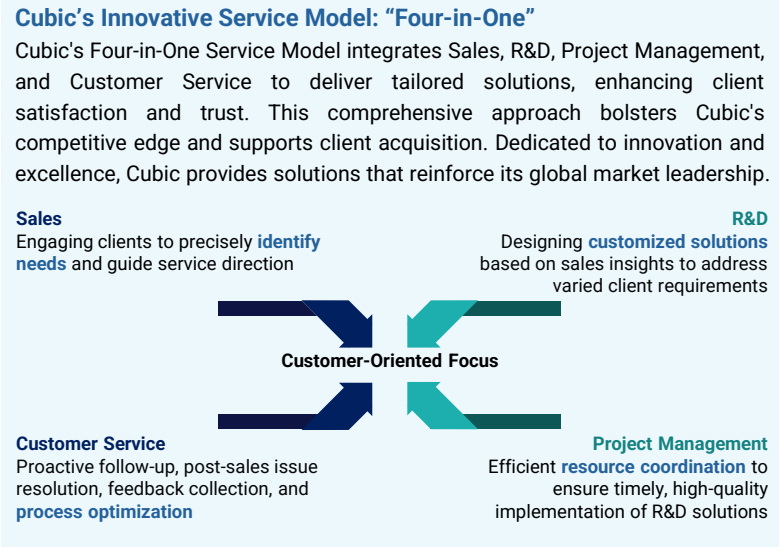 Cubic’s Innovative Service Model: “Four-in-One”
Cubic's Four-in-One Service Model integrates Sales, R&D, Project Management,
and Customer Service to deliver tailored solutions, enhancing client
satisfaction and trust. This comprehensive approach bolsters Cubic's
competitive edge and supports client acquisition. Dedicated to innovation and
excellence, Cubic provides solutions that reinforce its global market leadership.
Sales
Engaging clients to precisely identify
needs and guide service direction
R&D
Designing customized solutions
based on sales insights to address
varied client requirements
Customer-Oriented Focus
Customer Service
Proactive follow-up, post-sales issue
resolution, feedback collection, and
process optimization
Project Management
Efficient resource coordination to
ensure timely, high-quality
implementation of R&D solutions